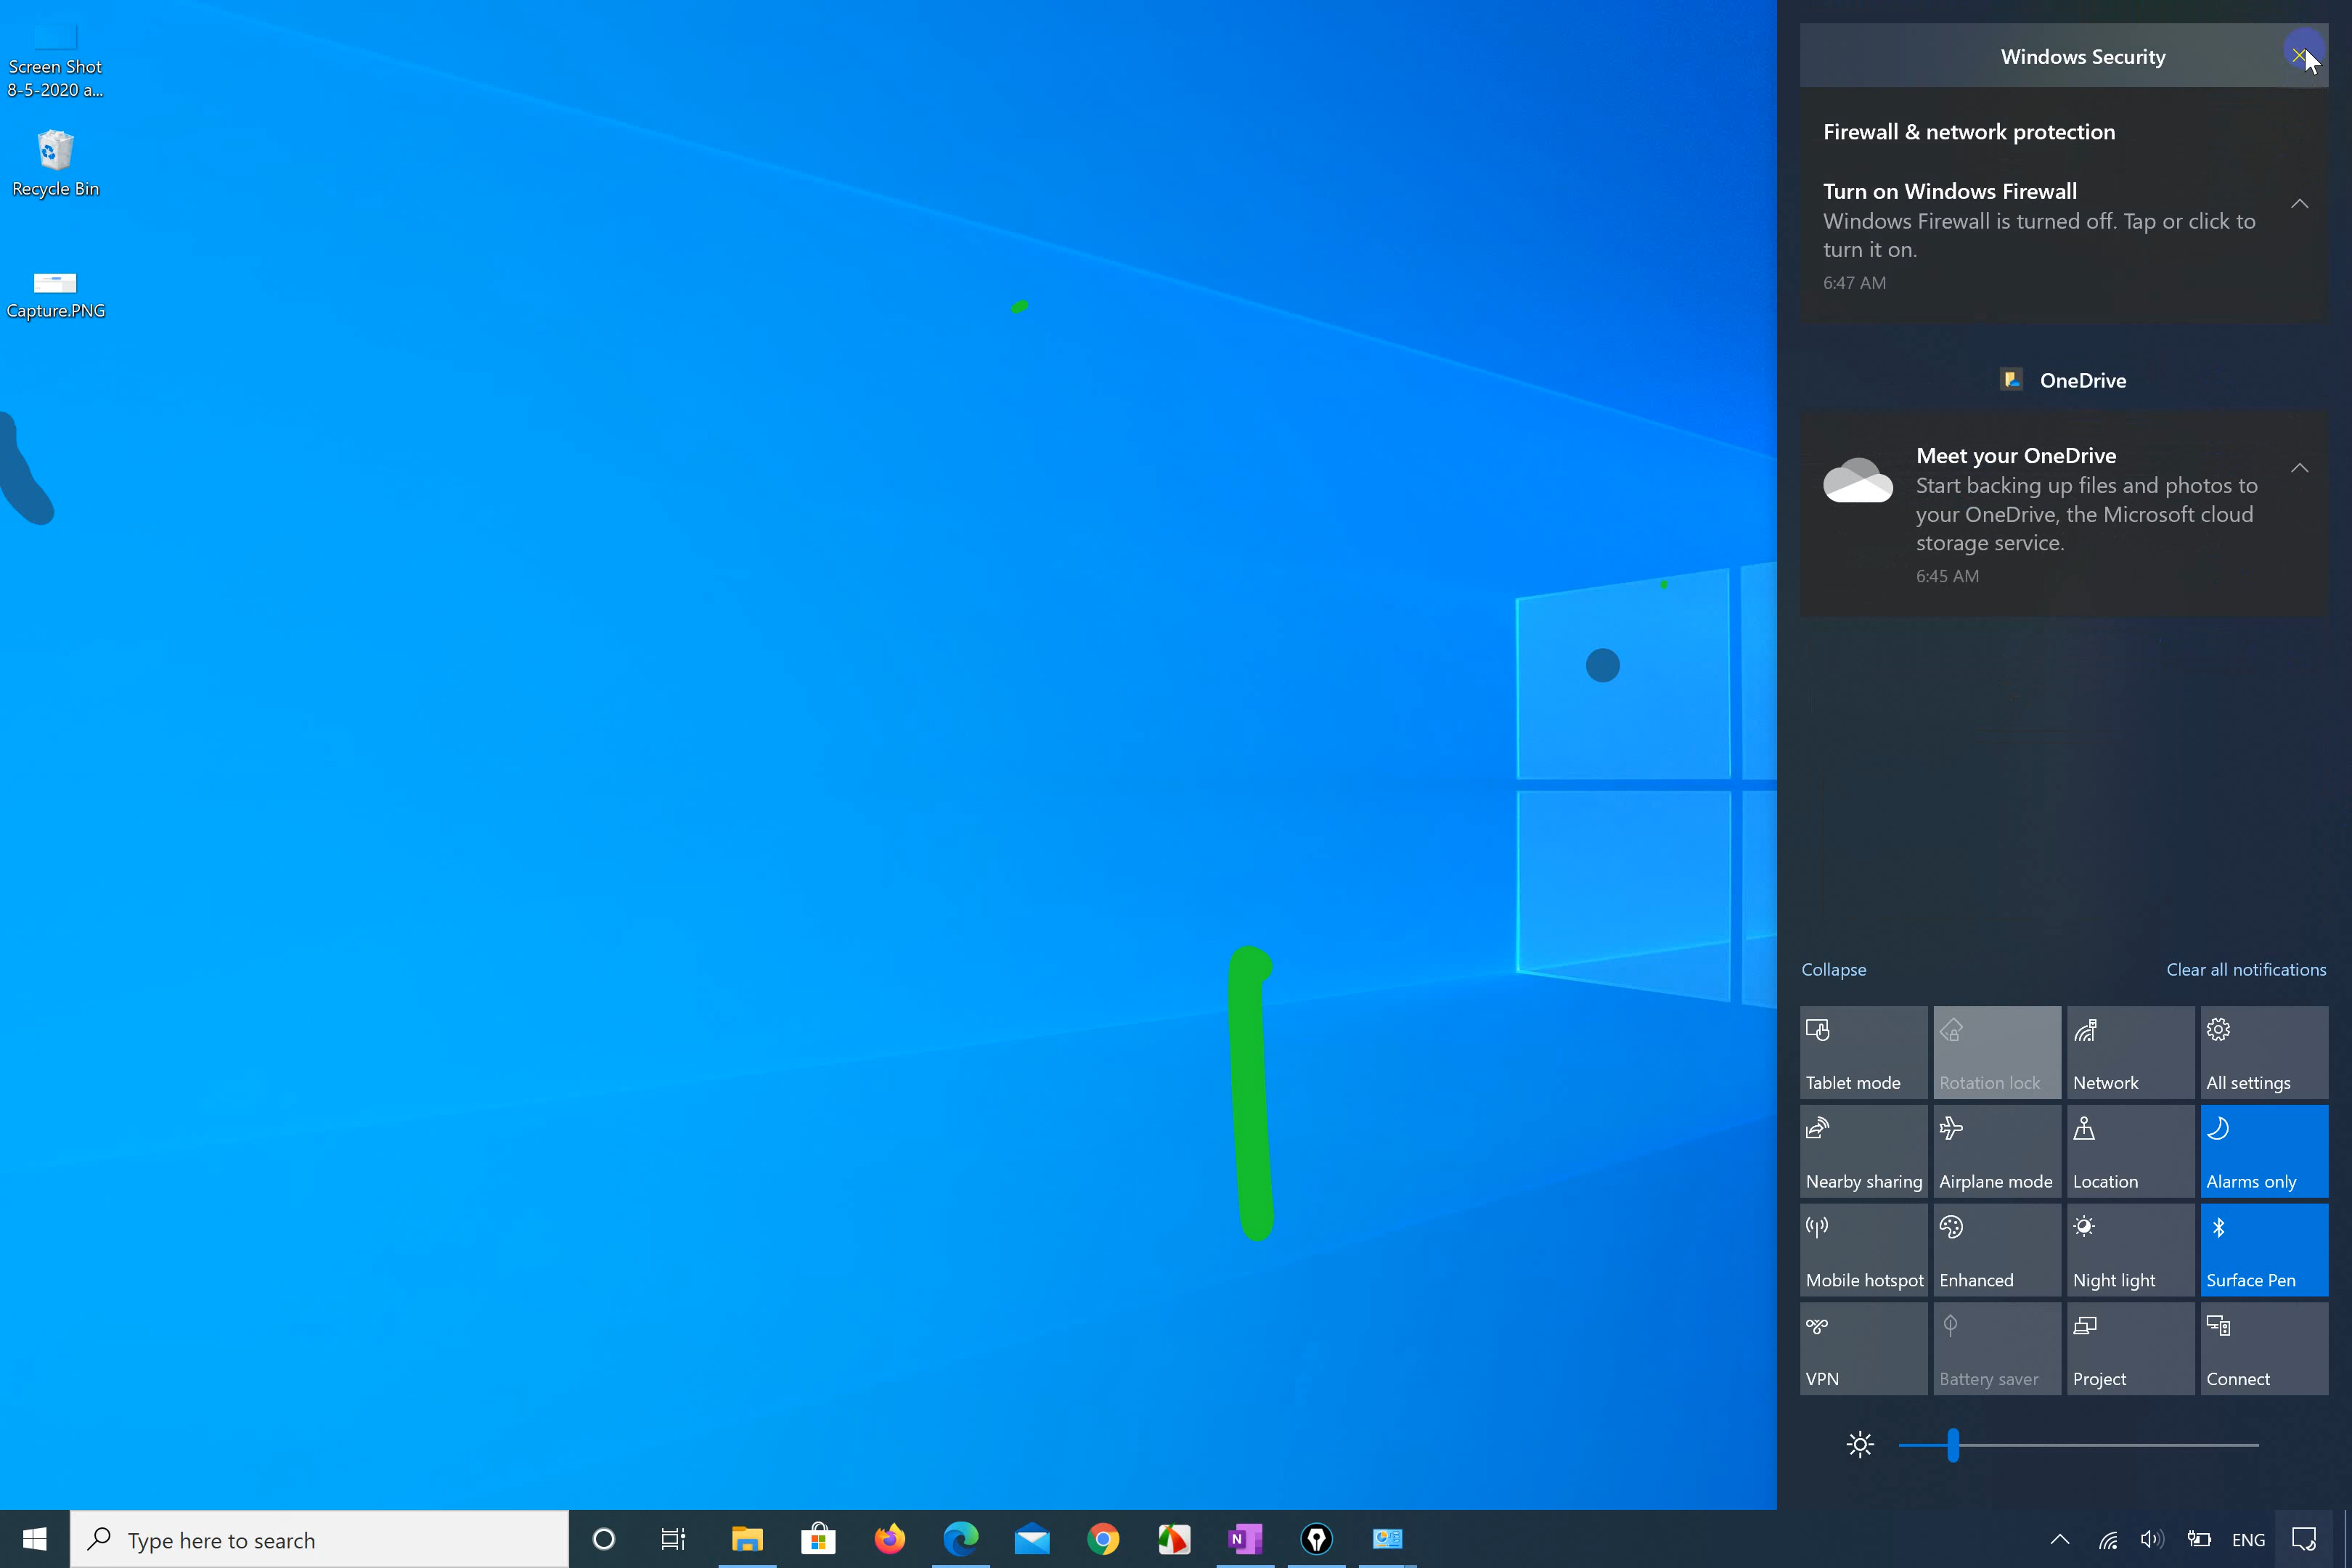 Screen Shot
8-5-2020 a...
Recycle Bin
Capture.PNG
Windows Security
Firewall & network protection
Turn on Windows Firewall
Windows Firewall is turned off. Tap or click to
turn it on.
6:47 AM
OneDrive
Meet your OneDrive
Start backing up files and photos to
your OneDrive, the Microsoft cloud
storage service.
6:45 AM
Collapse
Clear all notifications
Tablet mode
Rotation lock
Network
All settings
Nearby sharing
Airplane mode
Location
Alarms only
Mobile hotspot
Enhanced
Night light
Surface Pen
VPN
Battery saver
Project
Connect
Type here to search
N
ENG